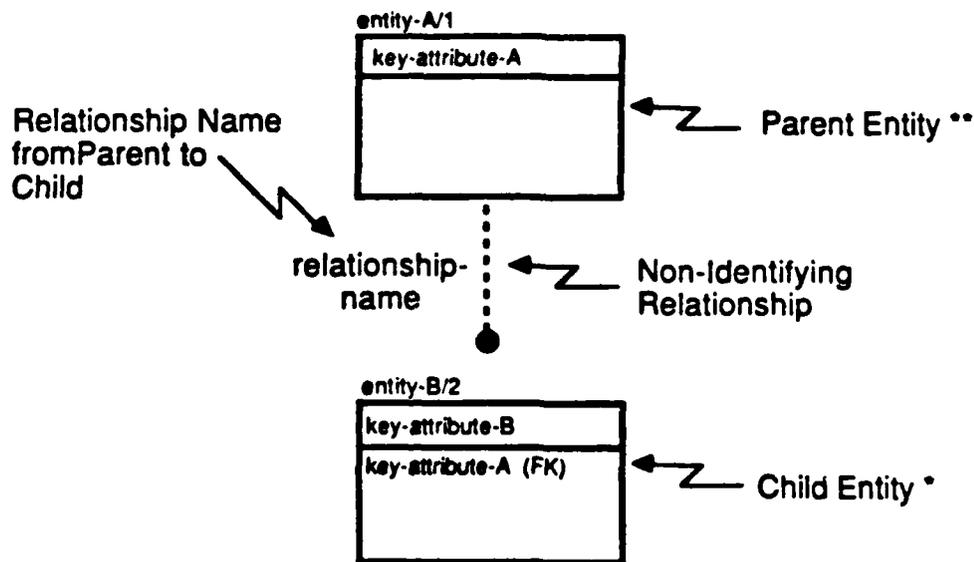 entity-A/1
key-attribute-A
Relationship Name
fromParent to
Child
Parent Entity **
relationship-
name
Non-Identifying
Relationship
entity-B/2
key-attribute-B
key-attribute-A (FK)
Child Entity *